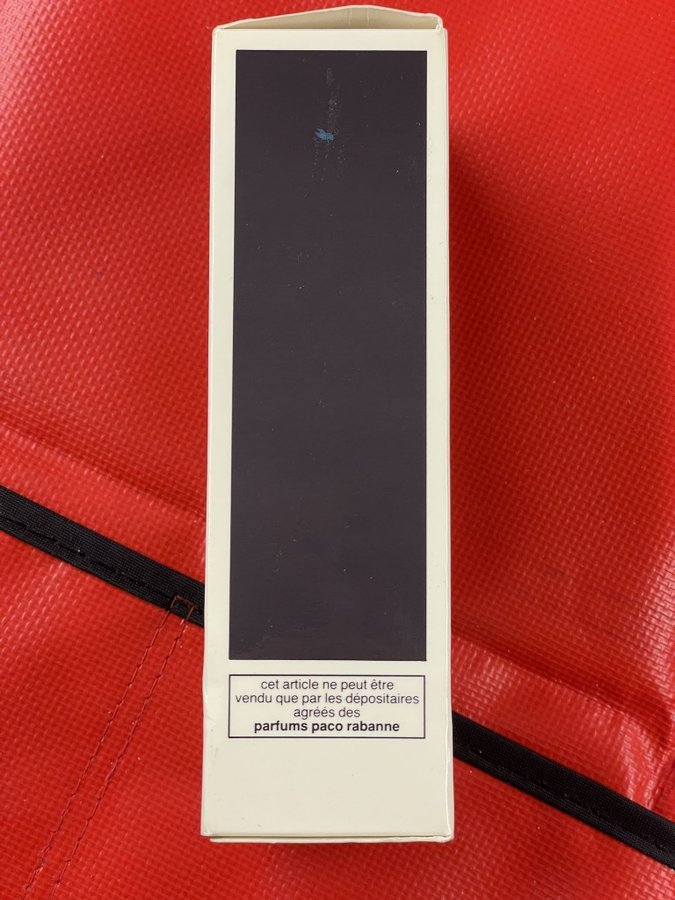 cet article ne peut être
vendu que par les dépositaires
agréés des
parfums paco rabanne